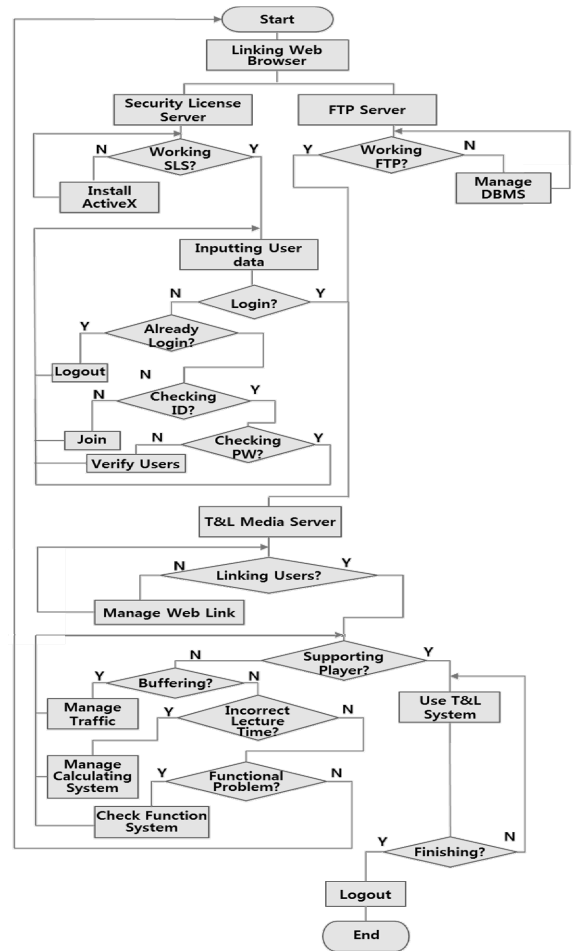 Start
Linking Web
Browser
Security License
Server
FTP Server
Working
SLS?
N
Y
Install
ActiveX
Working
FTP?
Y
N
Manage
DBMS
Inputting User
data
Login?
N
Y
Already
Login?
Y
N
Logout
Checking
ID?
N
Y
Join
Checking
PW?
N
Y
Verify Users
T&L Media Server
Linking Users?
N
Y
Manage Web Link
Supporting
Player?
N
Y
Buffering?
Y
N
Manage
Traffic
Use T&L
System
Incorrect
Lecture
Time?
Y
N
Manage
Calculating
System
Functional
Problem?
Y
N
Check Function
System
Finishing?
Y
N
Logout
End